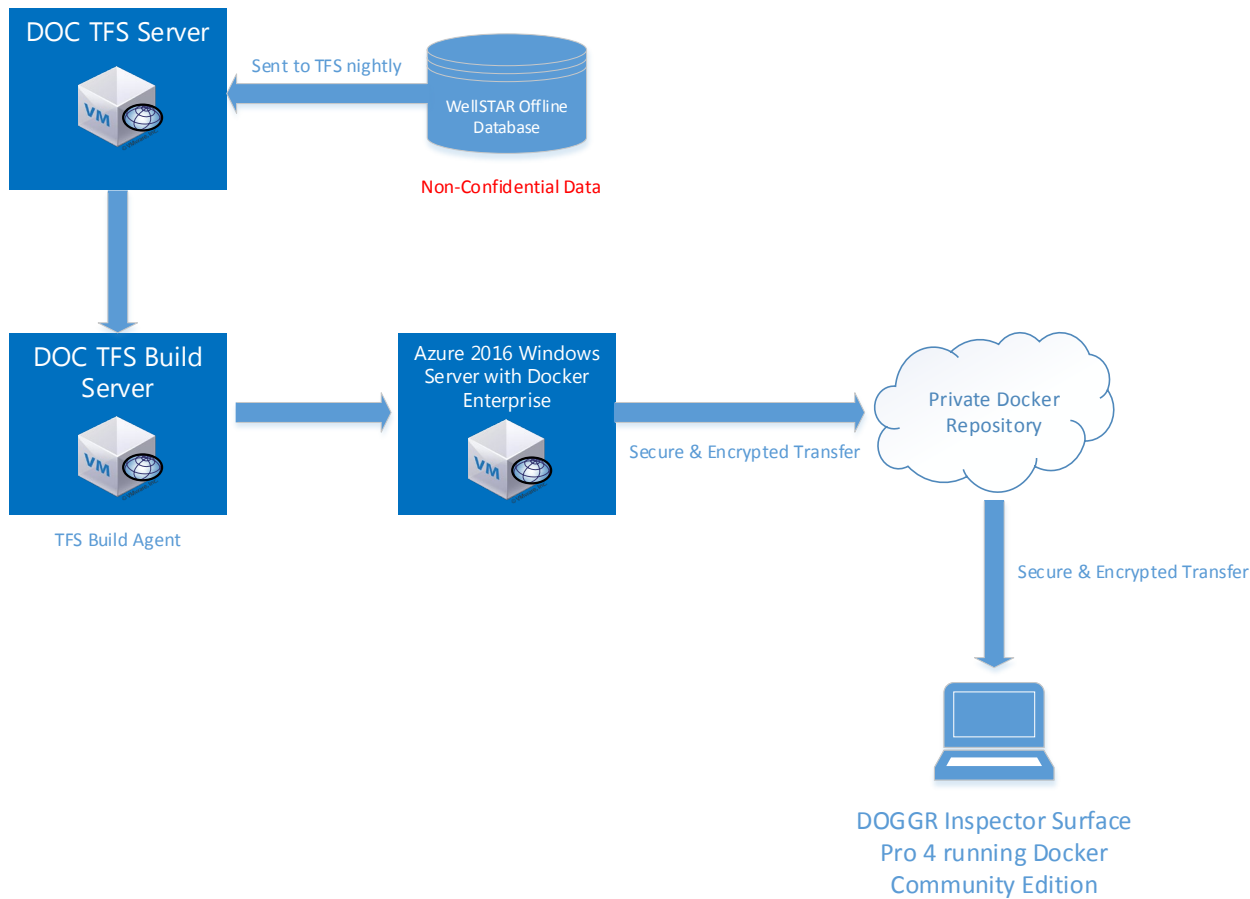 DOC TFS Server
VM
Sent to TFS nightly
WellSTAR Offline
Database
Non-Confidential Data
DOC TFS Build
Server
VM
TFS Build Agent
Azure 2016 Windows
Server with Docker
Enterprise
VM
Secure & Encrypted Transfer
Private Docker
Repository
Secure & Encrypted Transfer
DOGGR Inspector Surface
Pro 4 running Docker
Community Edition